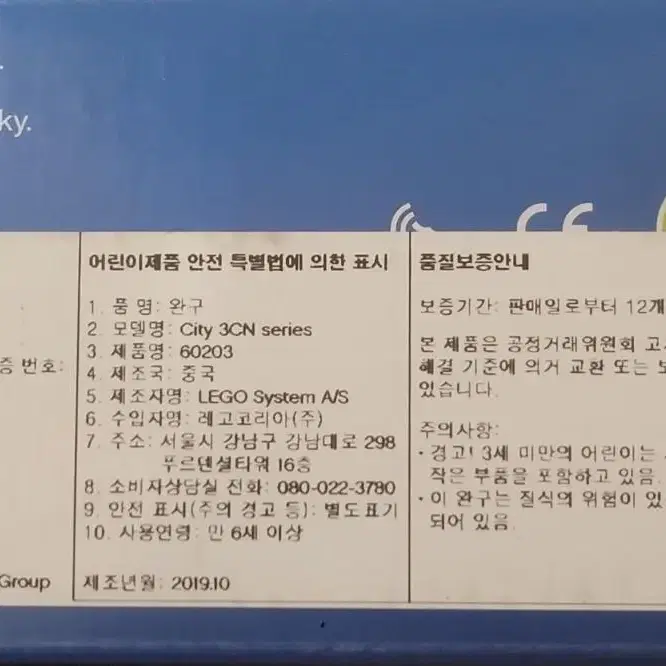 ky.
CE
증 번호:
Group
어린이제품 안전 특별법에 의한 표시
1. 품 명: 완구
2. 모델명: City 3CN series
3. 제품명: 60203
4. 제조국: 중국
5. 제조자명: LEGO System A/S
6. 수입자명: 레고코리아(주)
7. 주소: 서울시 강남구 강남대로 298
푸르덴셜타워 16층
8. 소비자상담실 전화: 080-022-3780
9. 안전 표시(주의 경고 등): 별도표기
10. 사용연령: 만 6세 이상
제조년월: 2019.10
품질보증안내
보증기간: 판매일로부터 12개
본 제품은 공정거래위원회 고
해결 기준에 의거 교환 또는
있습니다.
주의사항:
• 경고! 3세 미만의 어린이는
작은 부품을 포함하고 있음.
• 이 완구는 질식의 위험이 있
되어 있음.